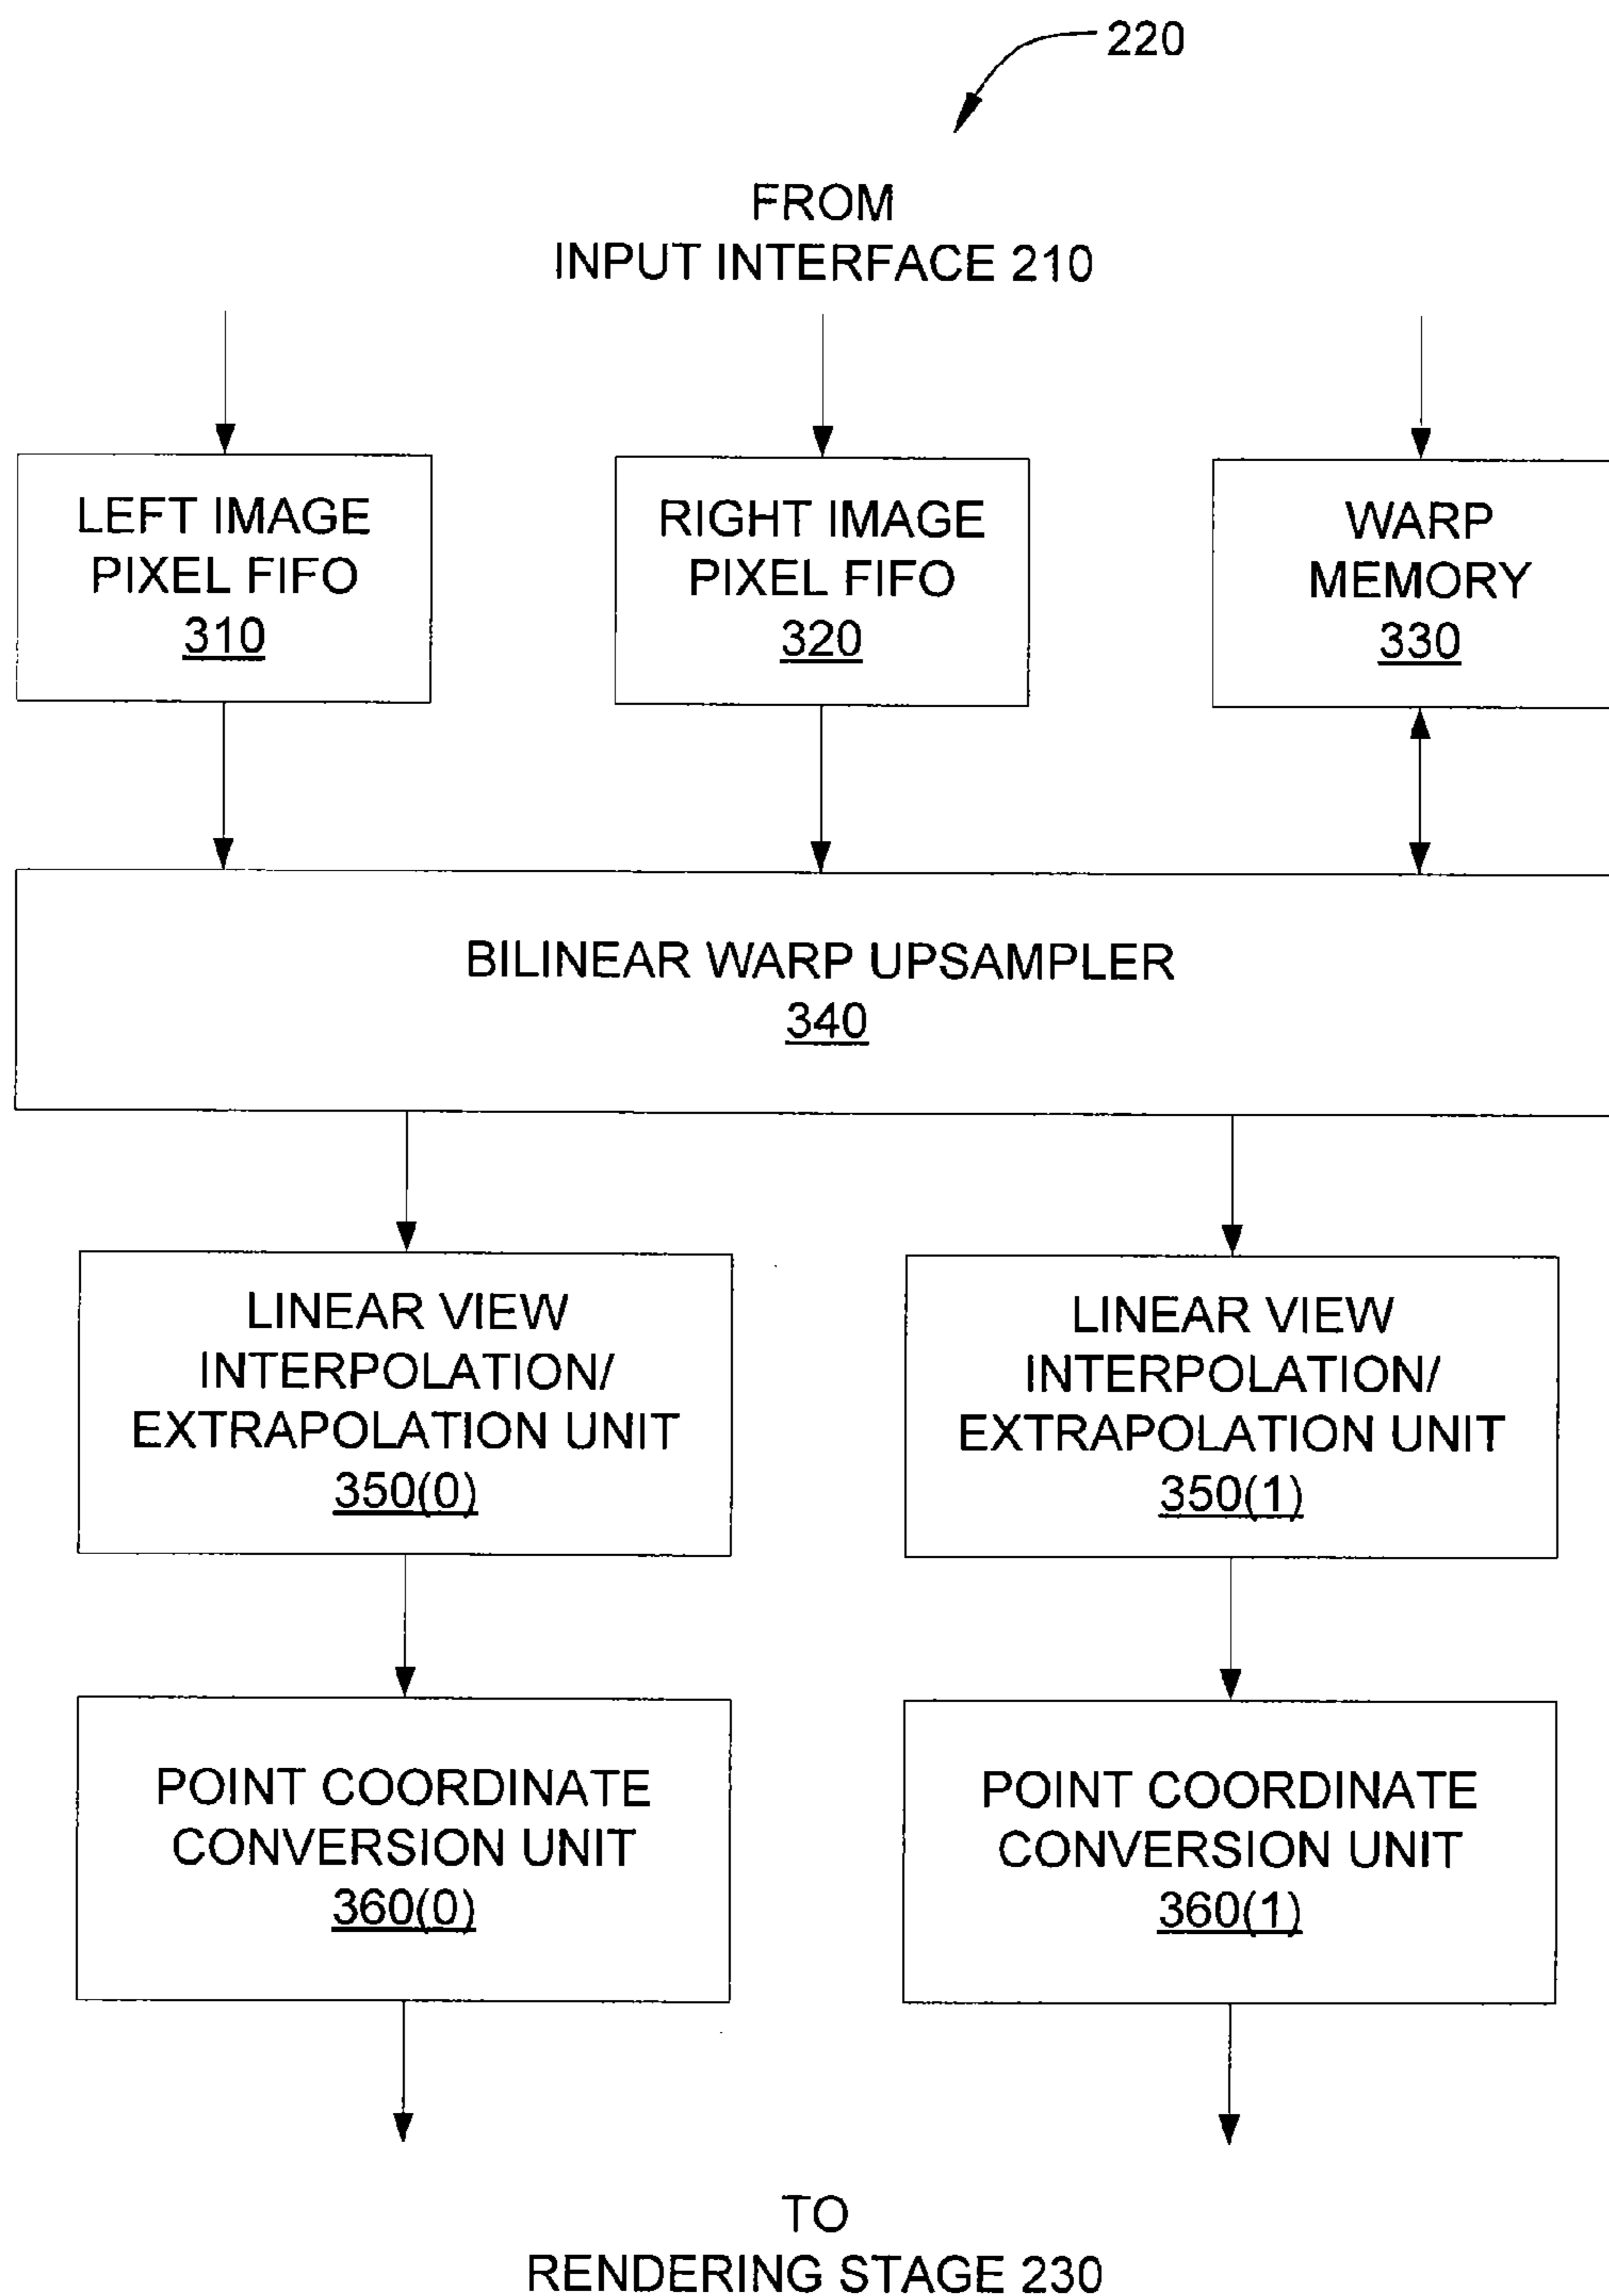 220
FROM
INPUT INTERFACE 210
LEFT IMAGE
PIXEL FIFO
310
RIGHT IMAGE
PIXEL FIFO
320
WARP
MEMORY
330
BILINEAR WARP UPSAMPLER
340
LINEAR VIEW
INTERPOLATION/
EXTRAPOLATION UNIT
350(0)
LINEAR VIEW
INTERPOLATION/
EXTRAPOLATION UNIT
350(1)
POINT COORDINATE
CONVERSION UNIT
360(0)
POINT COORDINATE
CONVERSION UNIT
360(1)
TO
RENDERING STAGE 230